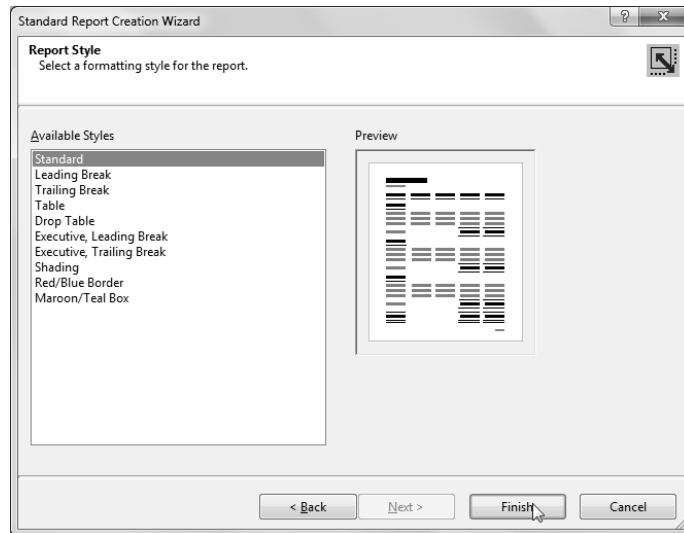 Standard Report Creation Wizard
Report Style
Select a formatting style for the report.
Available Styles
Preview
Standard
Leading Break
Trailing Break
Table
Drop Table
Executive, Leading Break
Executive, Trailing Break
Shading
Red/Blue Border
Maroon/Teal Box
< Back
Next >
Finish
Cancel